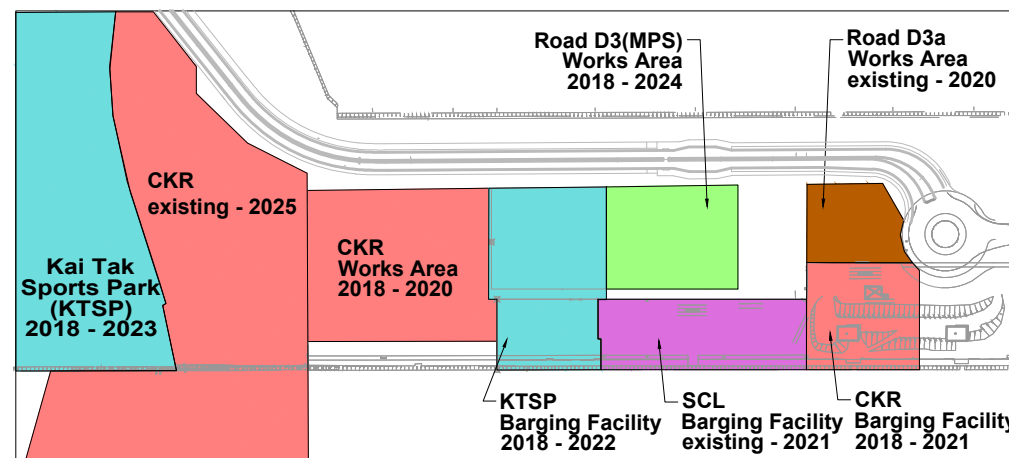 Road D3(MPS)
Works Area
2018 - 2024
Road D3a
Works Area
existing - 2020
CKR
existing - 2025
CKR
Works Area
2018 - 2020
Kai Tak
Sports Park
(KTSP)
2018 - 2023
KTSP
Barging Facility
2018 - 2022
SCL
Barging Facility
existing - 2021
CKR
Barging Facility
2018 - 2021